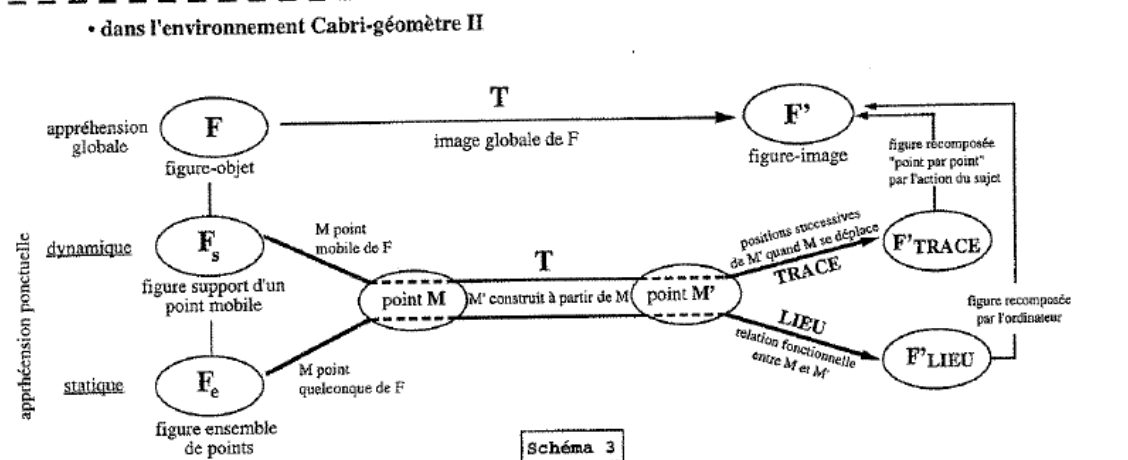 • dans l'environnement Cabri-géomètre II
T
F
F'
appréhension
globale
image globale de F
figure-objet
figure-image
figure recomposée
"point par point"
par l'action du sujet
apprhéension ponctuelle
dynamique
F s
M point
mobile de F
figure support d'un
point mobile
T
point M
M' construit à partir de M
point M'
positions successives
de M' quand M se déplace
TRACE
F' TRACE
figure recomposée
par l'ordinateur
LIEU
relation fonctionnelle
entre M et M'
F' LIEU
statique
F e
M point
quelconque de F
figure ensemble
de points
Schéma 3